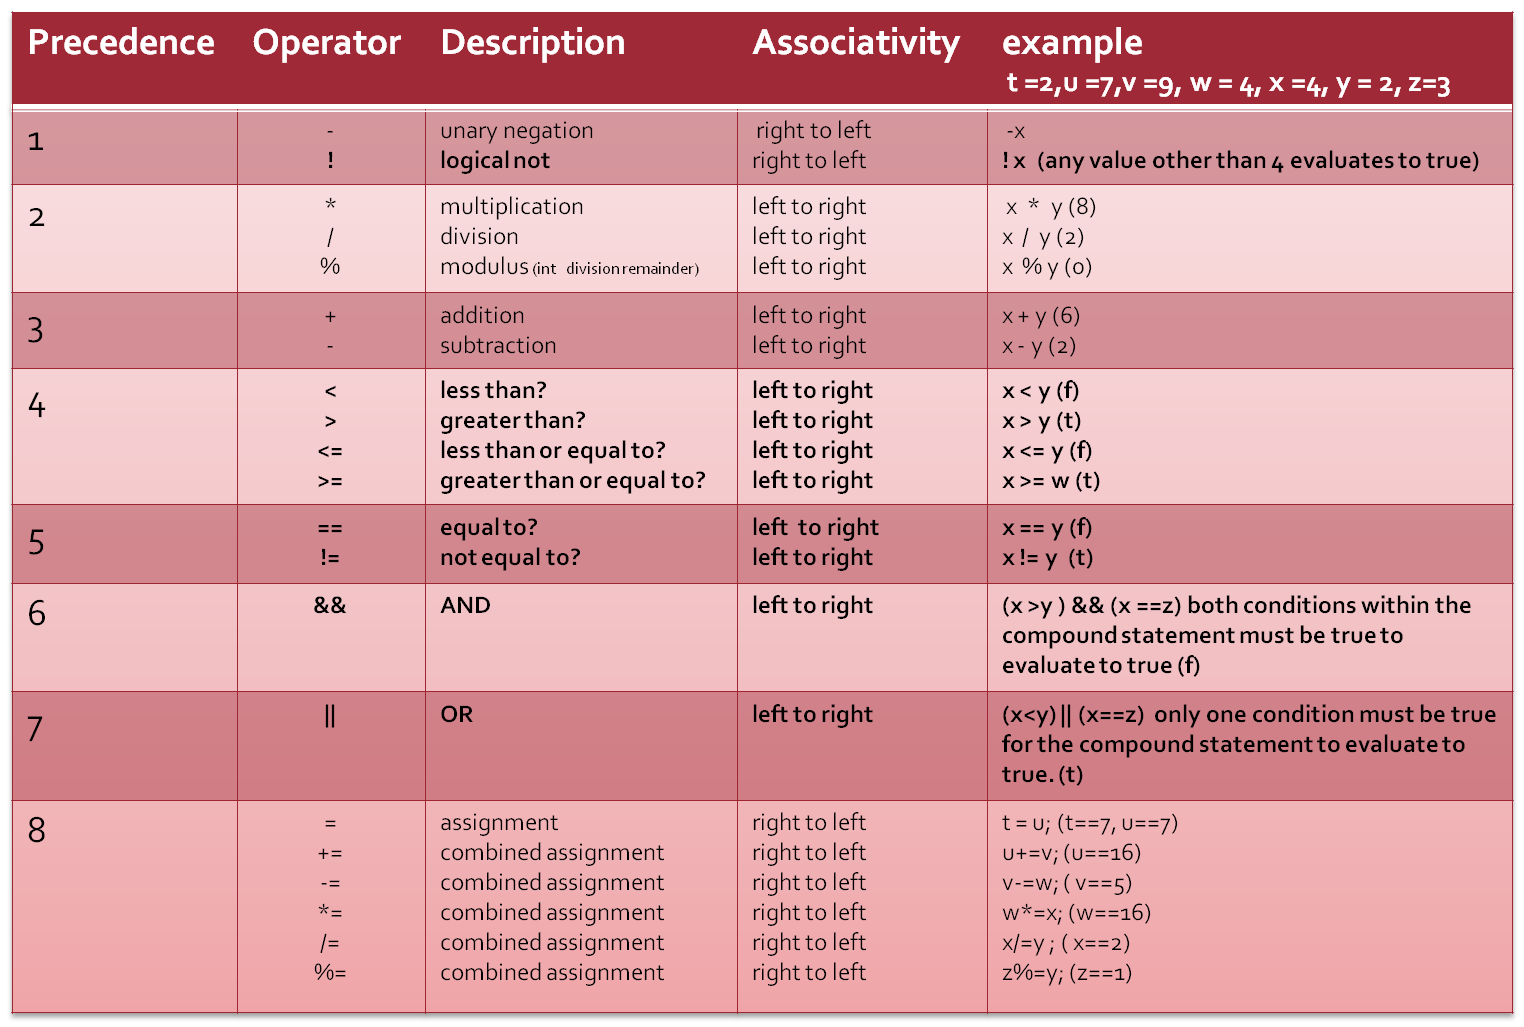 Precedence Operator Description Associativity example
t =2,u =7,v =9, w = 4, x =4, y = 2, z=3
1 - unary negation right to left -x
! logical not right to left ! x (any value other than 4 evaluates to true)
2 * multiplication left to right x * y (8)
/ division left to right x / y (2)
% modulus (int division remainder) left to right x % y (0)
3 + addition left to right x + y (6)
- subtraction left to right x - y (2)
4 < less than? left to right x < y (f)
> greater than? left to right x > y (t)
<= less than or equal to? left to right x <= y (f)
>= greater than or equal to? left to right x >= w (t)
5 == equal to? left to right x == y (f)
!= not equal to? left to right x != y (t)
6 && AND left to right (x >y ) && (x ==z) both conditions within the
compound statement must be true to
evaluate to true (f)
7 || OR left to right (x<y) || (x==z) only one condition must be true
for the compound statement to evaluate to
true. (t)
8 = assignment right to left t = u; (t==7, u==7)
+= combined assignment right to left u+=v; (u==16)
-= combined assignment right to left v-=w; ( v==5)
*= combined assignment right to left w*=x; (w==16)
/= combined assignment right to left x/=y ; ( x==2)
%= combined assignment right to left z%=y; (z==1)